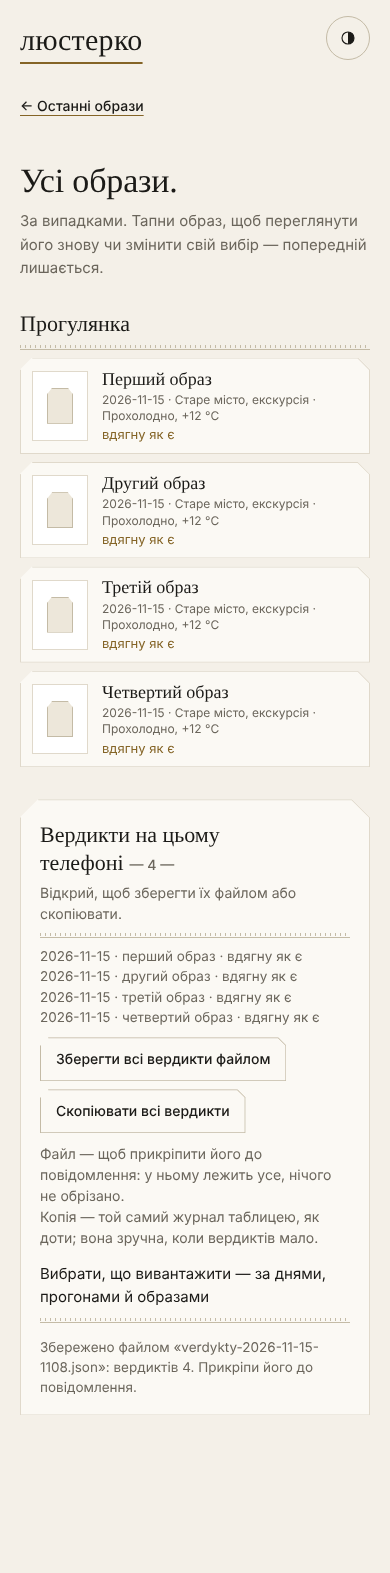 люстерко
← Останні образи
Усі образи.
За випадками. Тапни образ, щоб переглянути
його знову чи змінити свій вибір — попередній
лишається.
Прогулянка
Перший образ
2026-11-15 · Старе місто, екскурсія ·
Прохолодно, +12 °C
вдягну як є
Другий образ
2026-11-15 · Старе місто, екскурсія ·
Прохолодно, +12 °C
вдягну як є
Третій образ
2026-11-15 · Старе місто, екскурсія ·
Прохолодно, +12 °C
вдягну як є
Четвертий образ
2026-11-15 · Старе місто, екскурсія ·
Прохолодно, +12 °C
вдягну як є
Вердикти на цьому
телефоні — 4 —
Відкрий, щоб зберегти їх файлом або
скопіювати.
2026-11-15 · перший образ · вдягну як є
2026-11-15 · другий образ · вдягну як є
2026-11-15 · третій образ · вдягну як є
2026-11-15 · четвертий образ · вдягну як є
Зберегти всі вердикти файлом
Скопіювати всі вердикти
Файл — щоб прикріпити його до
повідомлення: у ньому лежить усе, нічого
не обрізано.
Копія — той самий журнал таблицею, як
доти; вона зручна, коли вердиктів мало.
Вибрати, що вивантажити — за днями,
прогонами й образами
Збережено файлом «verdykty-2026-11-15-
1108.json»: вердиктів 4. Прикріпи його до
повідомлення.